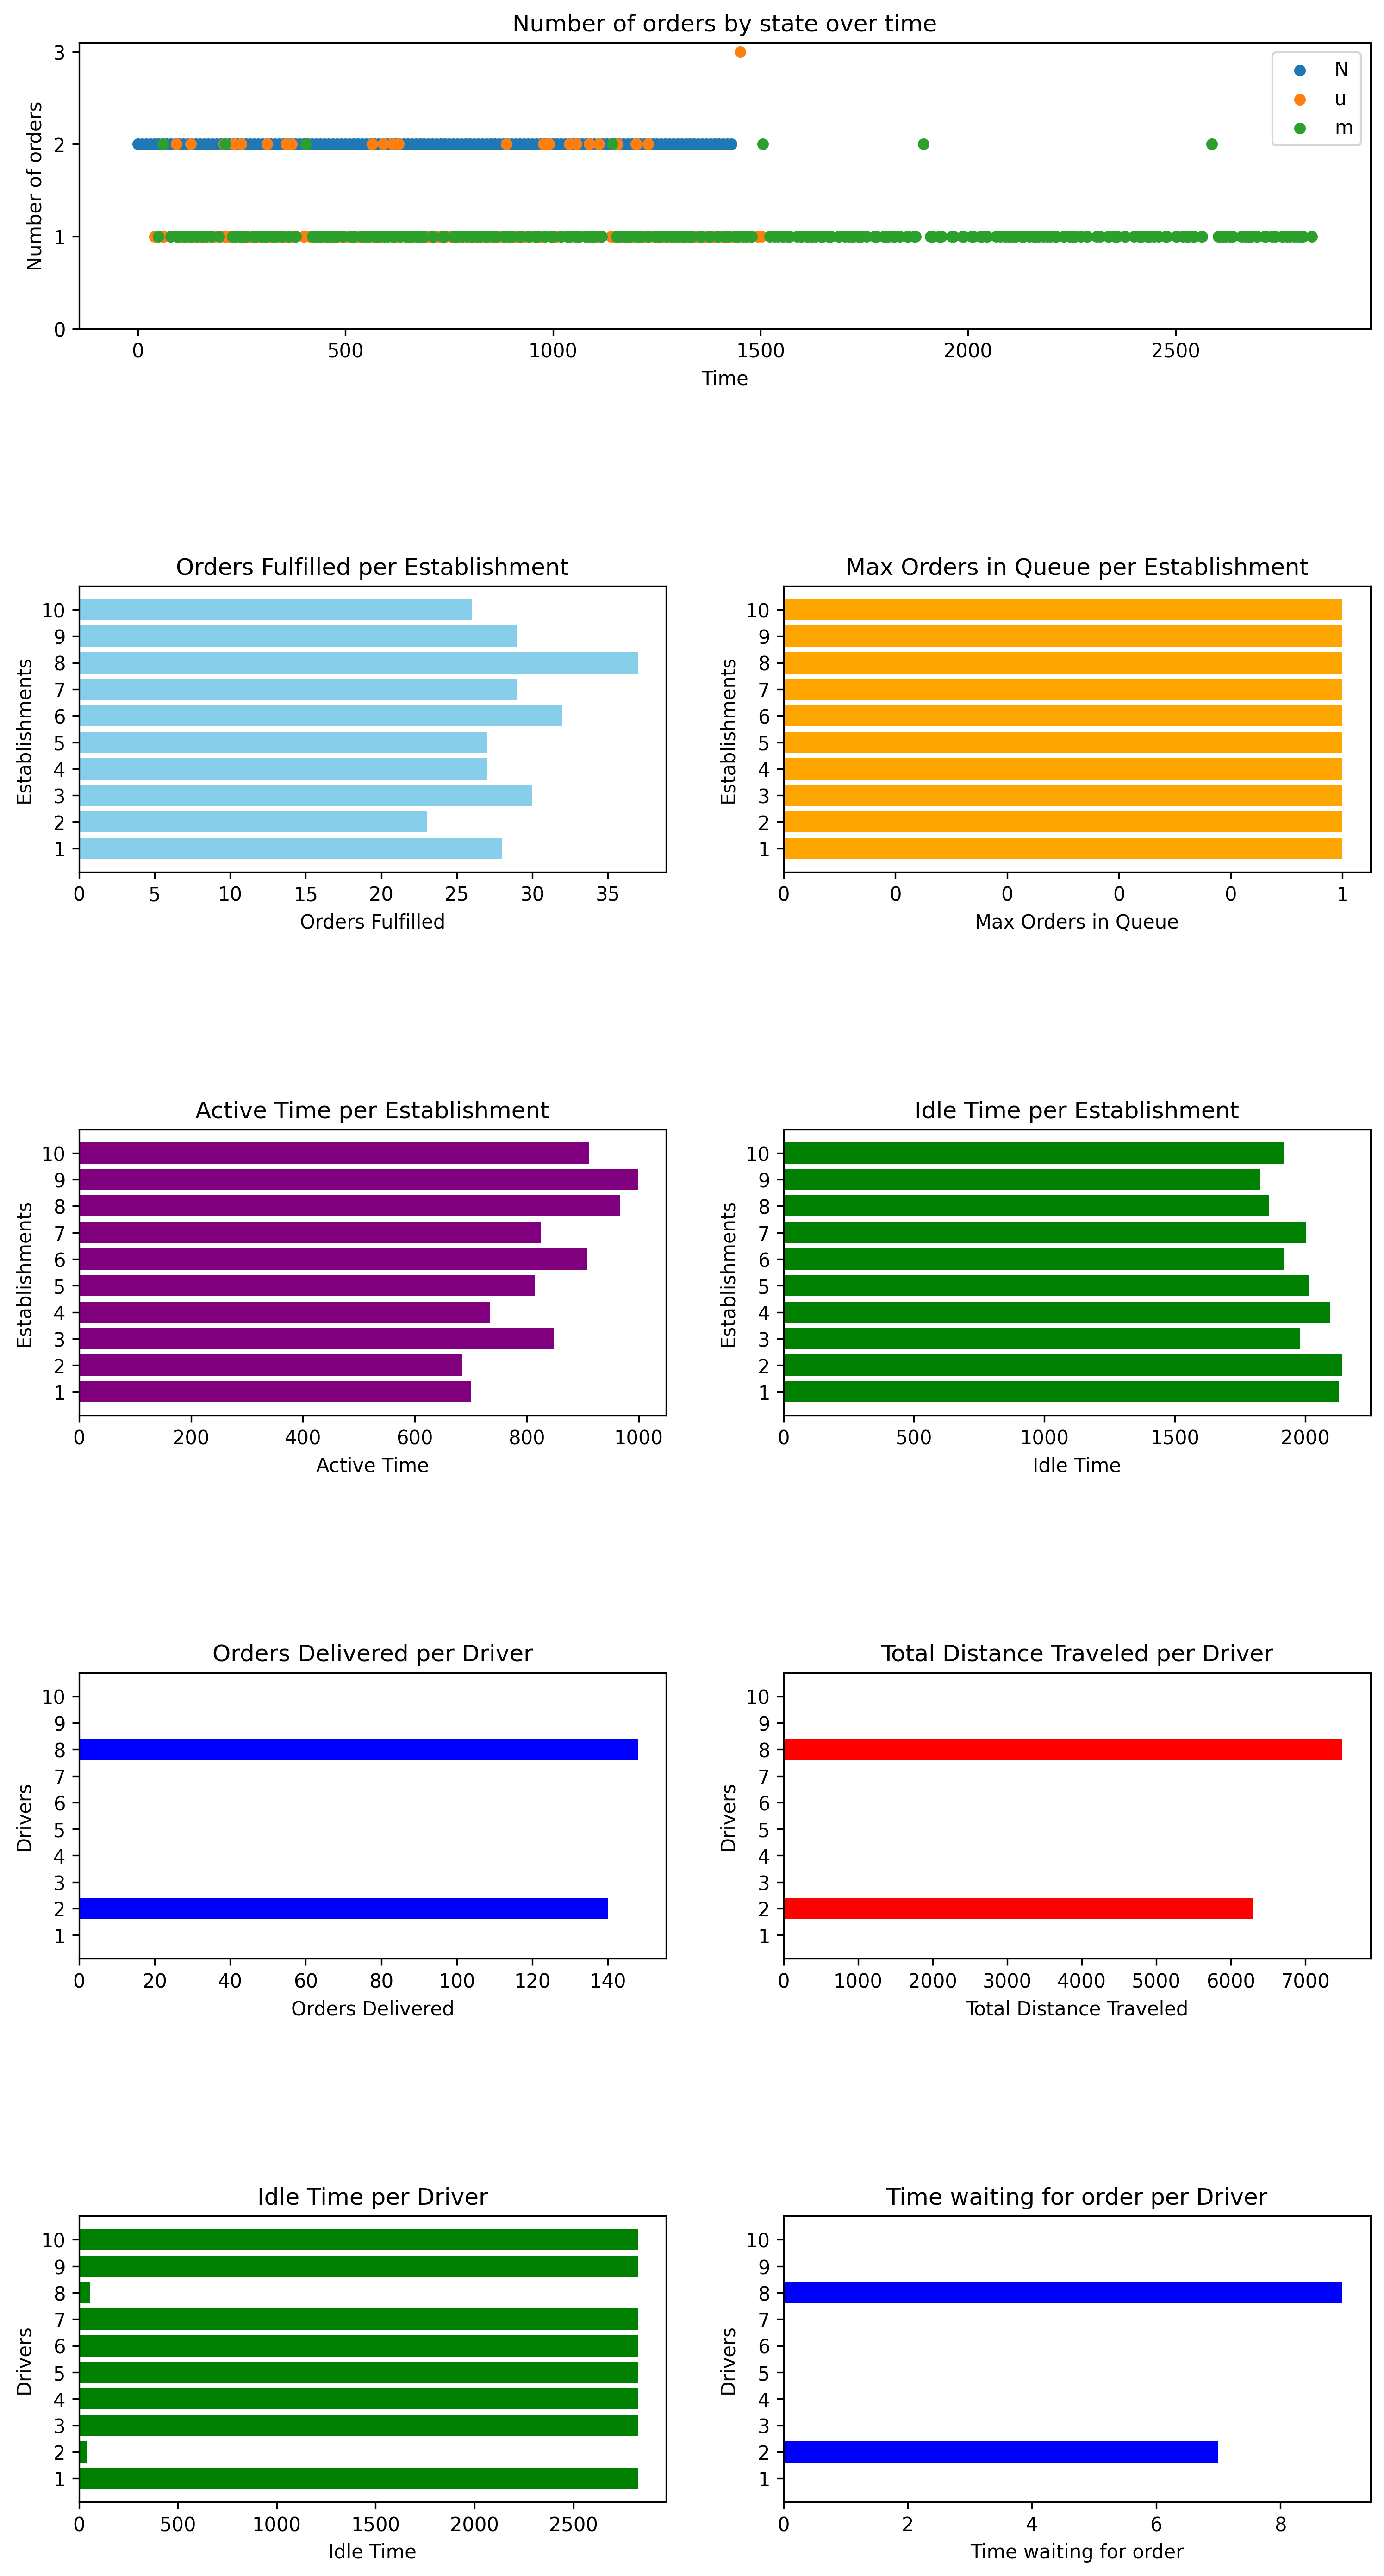 Number of orders by state over time
Number of orders
3
2
1
0
N
u
m
0 500 1000 1500 2000 2500
Time
Orders Fulfilled per Establishment
Establishments
10
9
8
7
6
5
4
3
2
1
0 5 10 15 20 25 30 35
Orders Fulfilled
Max Orders in Queue per Establishment
Establishments
10
9
8
7
6
5
4
3
2
1
0 0 0 0 0 1
Max Orders in Queue
Active Time per Establishment
Establishments
10
9
8
7
6
5
4
3
2
1
0 200 400 600 800 1000
Active Time
Idle Time per Establishment
Establishments
10
9
8
7
6
5
4
3
2
1
0 500 1000 1500 2000
Idle Time
Orders Delivered per Driver
Drivers
10
9
8
7
6
5
4
3
2
1
0 20 40 60 80 100 120 140
Orders Delivered
Total Distance Traveled per Driver
Drivers
10
9
8
7
6
5
4
3
2
1
0 1000 2000 3000 4000 5000 6000 7000
Total Distance Traveled
Idle Time per Driver
Drivers
10
9
8
7
6
5
4
3
2
1
0 500 1000 1500 2000 2500
Idle Time
Time waiting for order per Driver
Drivers
10
9
8
7
6
5
4
3
2
1
0 2 4 6 8
Time waiting for order